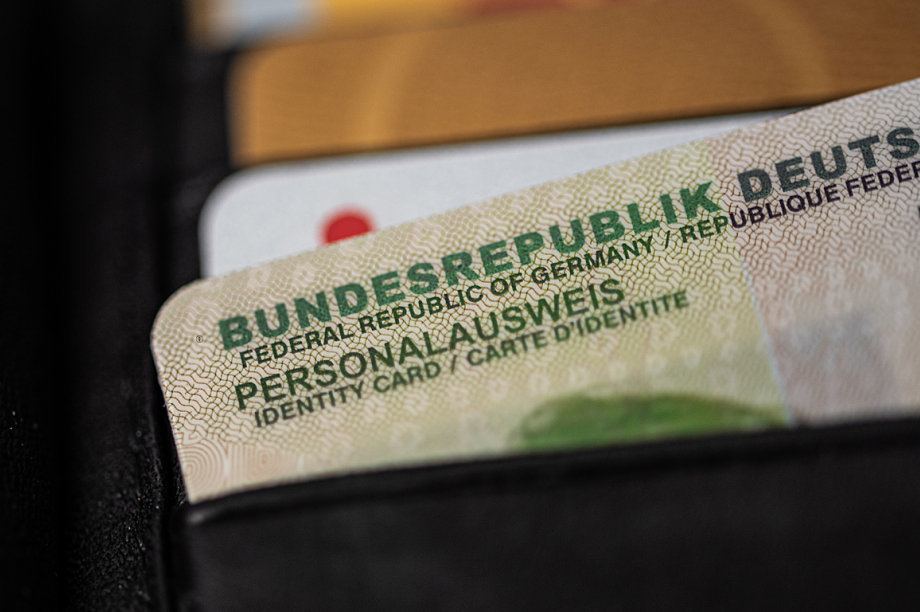 BUNDESREPUBLIK DEUTS
FEDERAL REPUBLIC OF GERMANY / REPUBLIQUE FEDER
PERSONALAUSWEIS
IDENTITY CARD / CARTE D'IDENTITE